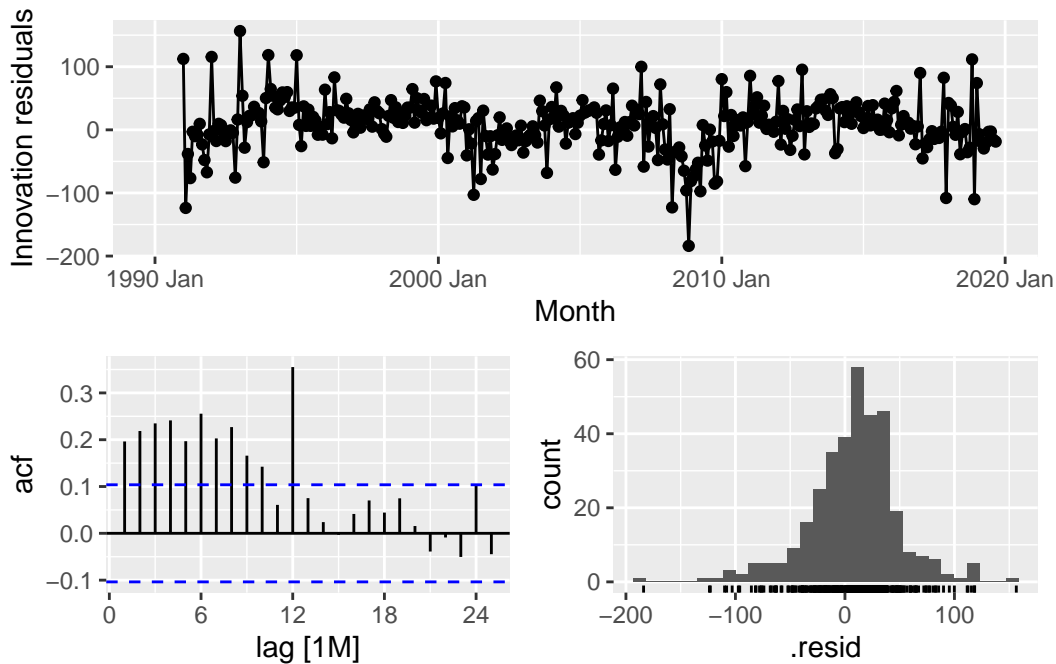 Innovation residuals
100
0
−100
−200
1990 Jan
2000 Jan
2010 Jan
2020 Jan
Month
acf
0.3
0.2
0.1
0.0
−0.1
0
6
12
18
24
lag [1M]
count
60
40
20
0
−200
−100
0
100
.resid